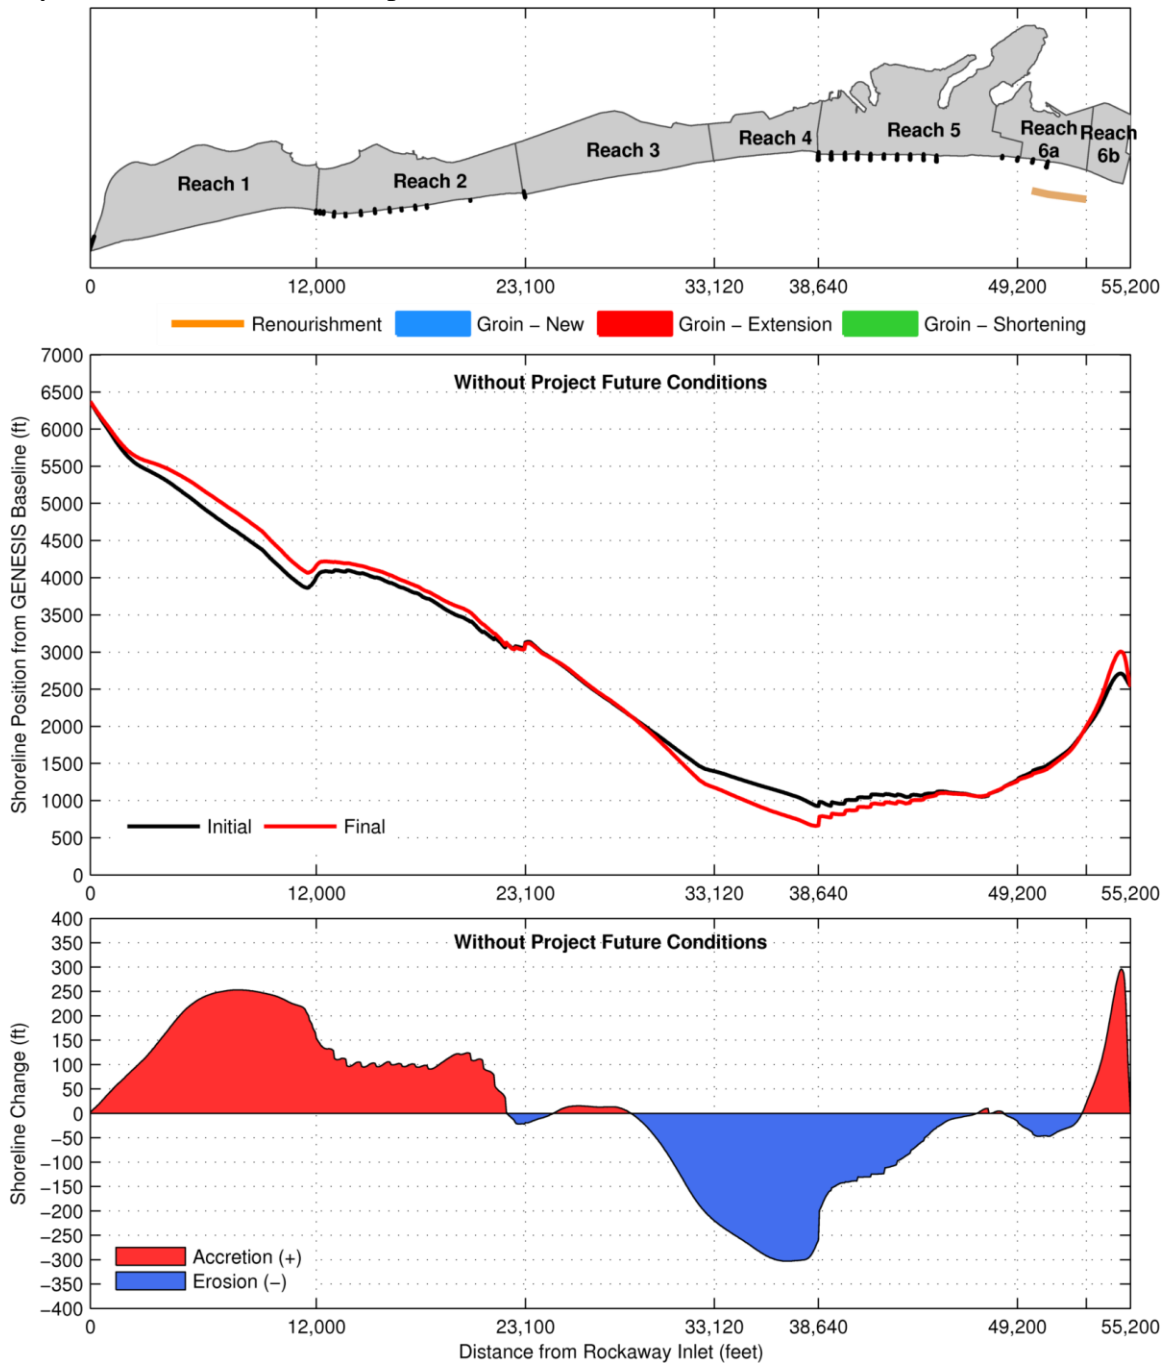 Reach 1
Reach 2
Reach 3
Reach 4
Reach 5
Reach
6a
Reach
6b
0 12,000 23,100 33,120 38,640 49,200 55,200
Renourishment Groin – New Groin – Extension Groin – Shortening
Without Project Future Conditions
Shoreline Position from GENESIS Baseline (ft)
7000
6500
6000
5500
5000
4500
4000
3500
3000
2500
2000
1500
1000
500
0
Initial Final
0 12,000 23,100 33,120 38,640 49,200 55,200
Without Project Future Conditions
Shoreline Change (ft)
400
350
300
250
200
150
100
50
0
−50
−100
−150
−200
−250
−300
−350
−400
Accretion (+)
Erosion (−)
0 12,000 23,100 33,120 38,640 49,200 55,200
Distance from Rockaway Inlet (feet)